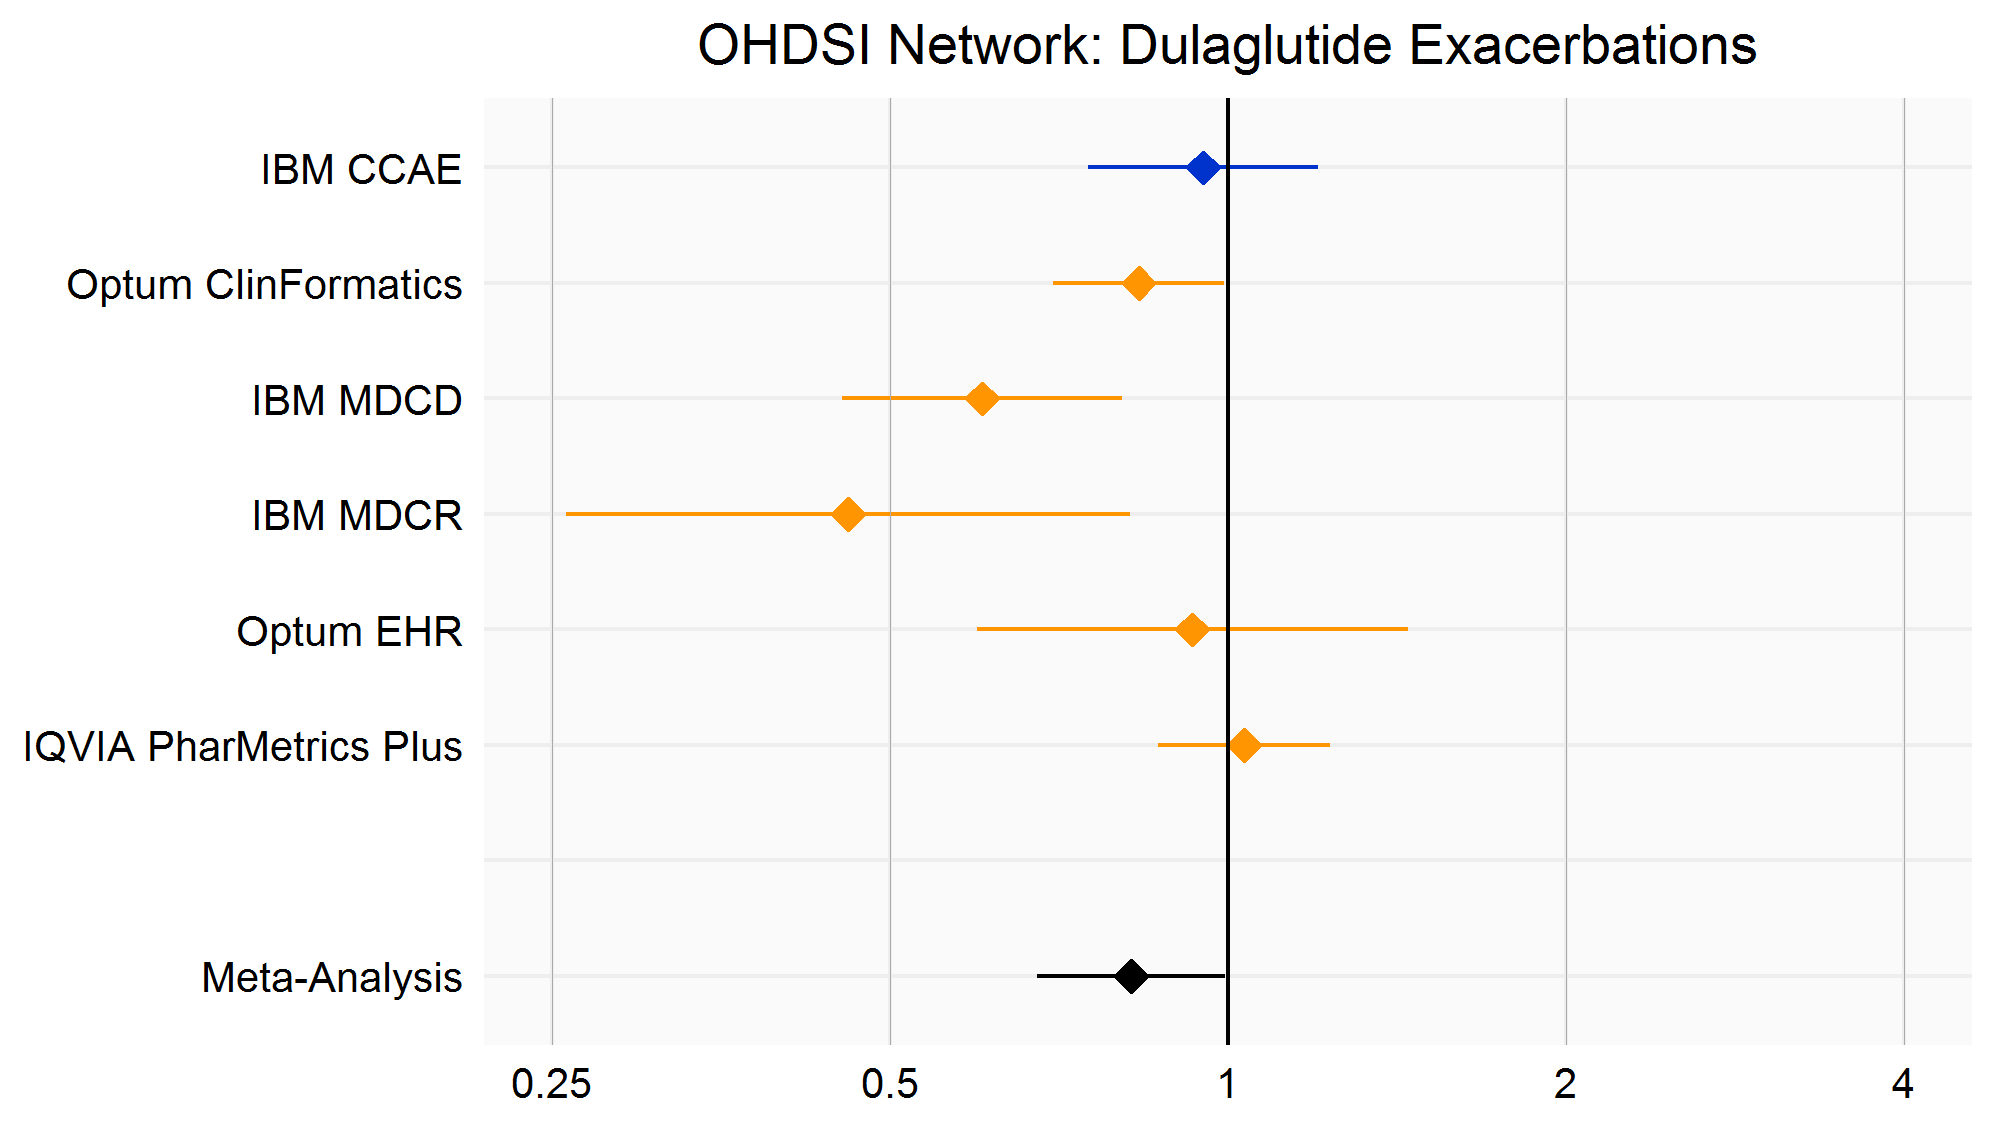 OHDSI Network: Dulaglutide Exacerbations
IBM CCAE
Optum ClinFormatics
IBM MDCD
IBM MDCR
Optum EHR
IQVIA PharMetrics Plus
Meta-Analysis
0.25 0.5 1 2 4